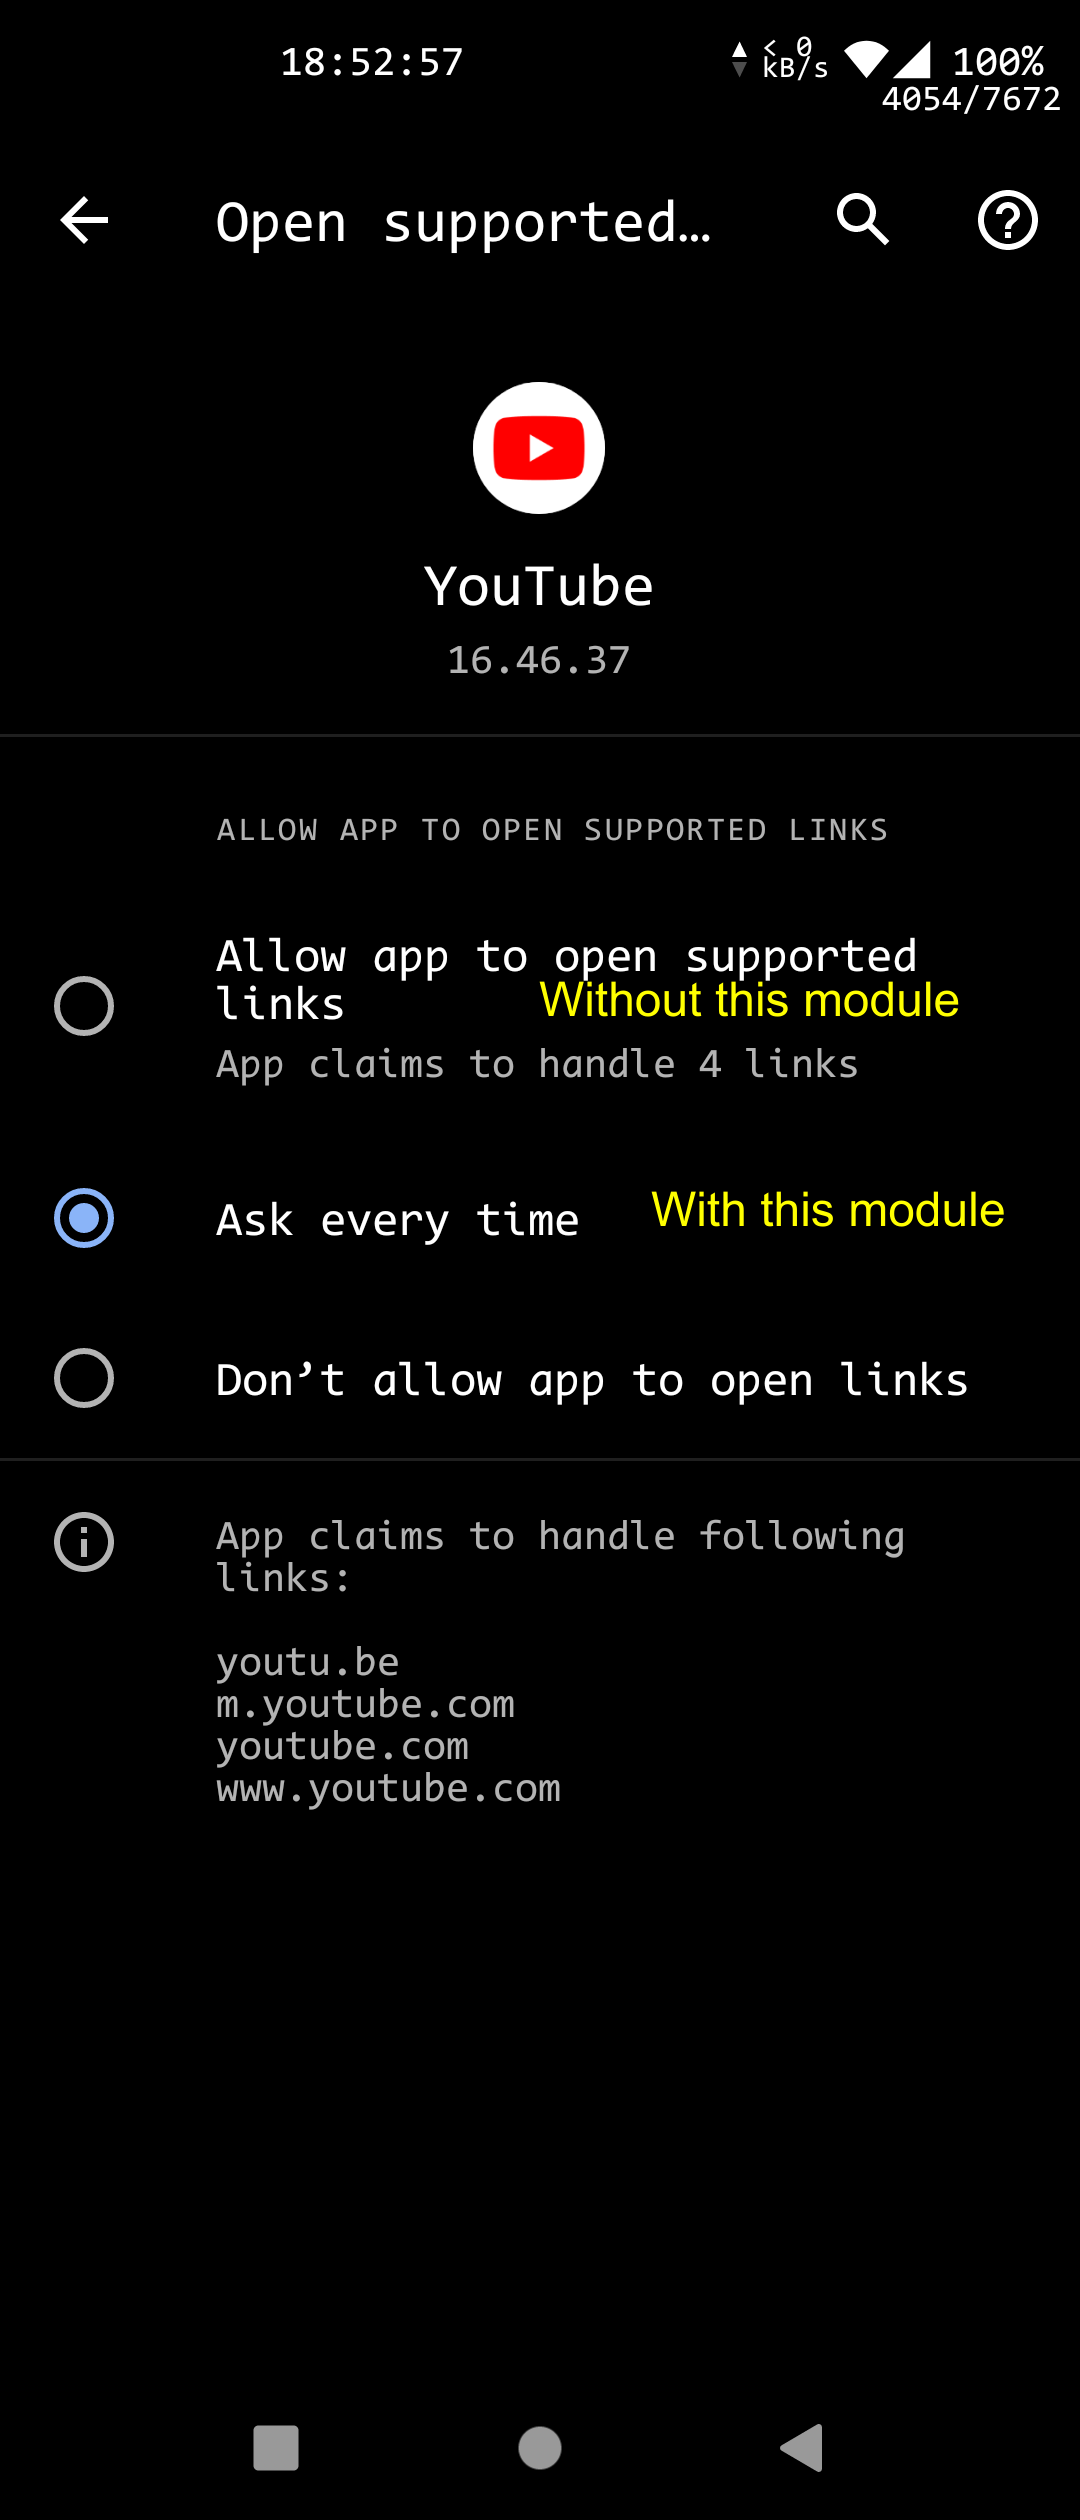 18:52:57
< 0
kB/s
100%
4054/7672
Open supported…
YouTube
16.46.37
ALLOW APP TO OPEN SUPPORTED LINKS
Allow app to open supported
links
Without this module
App claims to handle 4 links
Ask every time
With this module
Don’t allow app to open links
App claims to handle following
links:
youtu.be
m.youtube.com
youtube.com
www.youtube.com